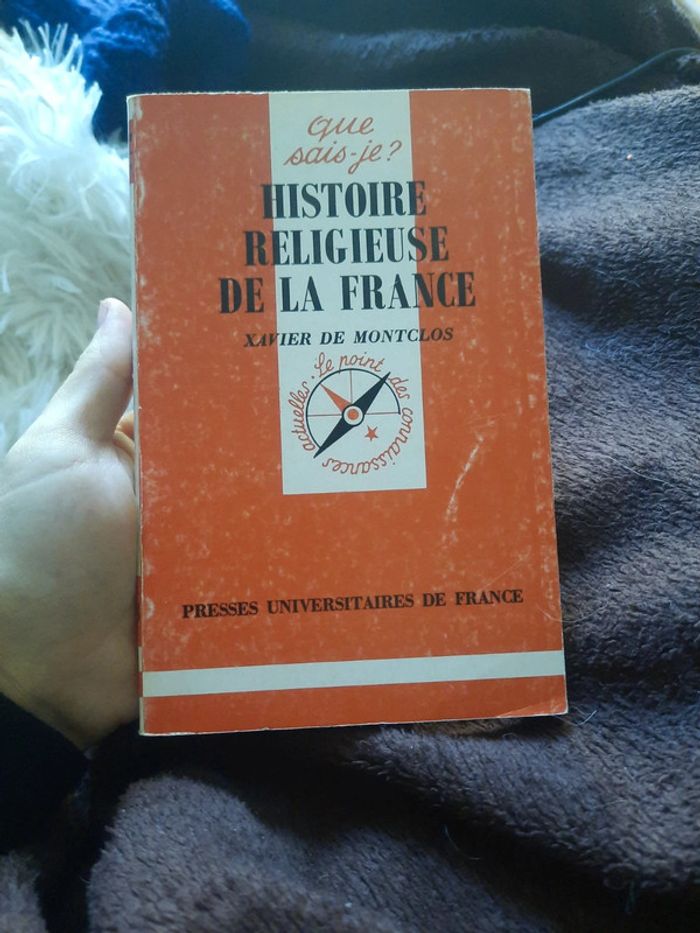 que
sais-je?
HISTOIRE
RELIGIEUSE
DE LA FRANCE
XAVIER DE MONTCLOS
Le point des connaissances actuelles.
PRESSES UNIVERSITAIRES DE FRANCE